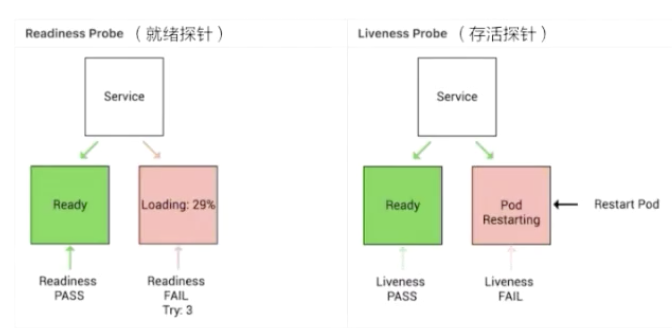 Readiness Probe （就绪探针）
Service
Ready
Loading: 29%
Readiness
PASS
Readiness
FAIL
Try: 3
Liveness Probe （存活探针）
Service
Ready
Pod
Restarting
Restart Pod
Liveness
PASS
Liveness
FAIL